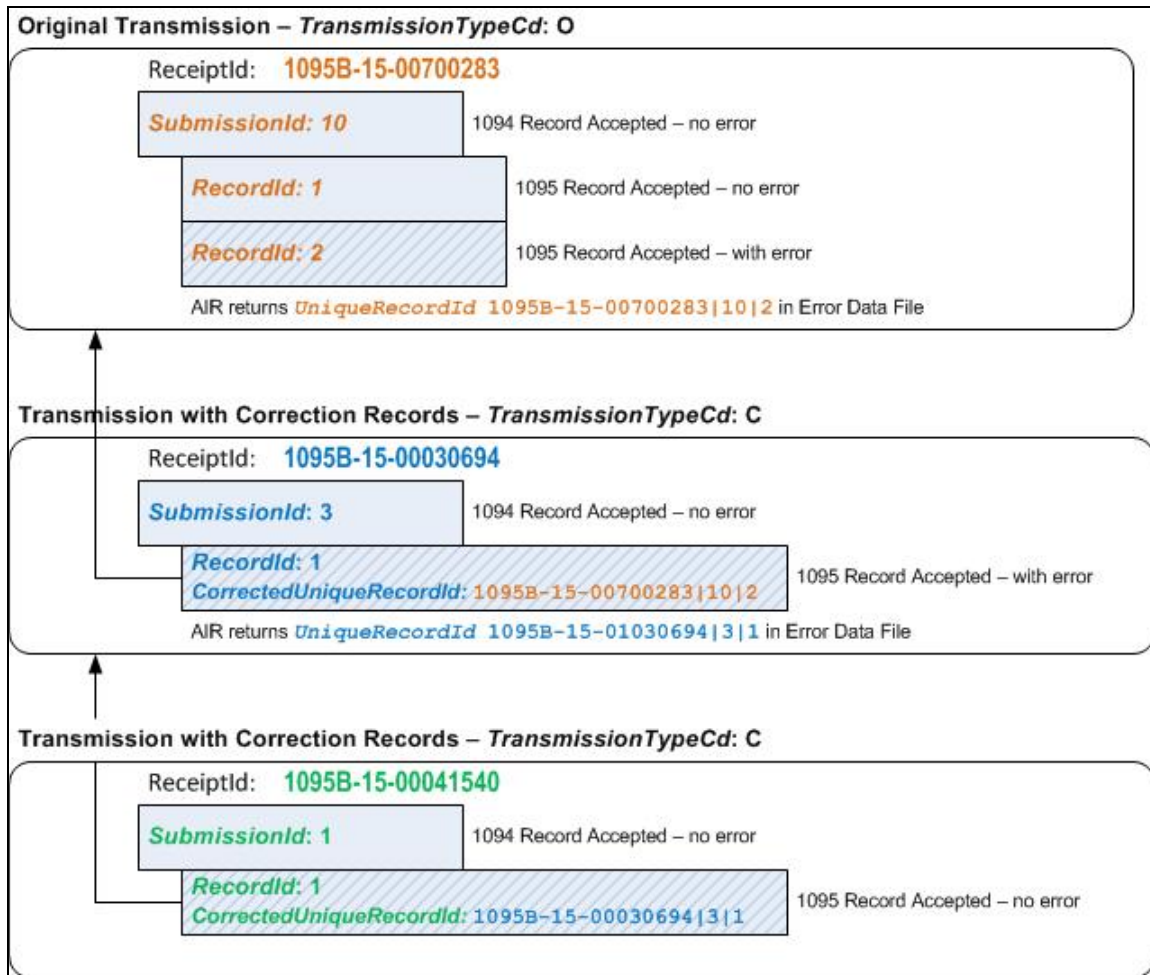 Original Transmission – TransmissionTypeCd: O
ReceiptId: 1095B-15-00700283
SubmissionId: 10
1094 Record Accepted – no error
RecordId: 1
1095 Record Accepted – no error
RecordId: 2
1095 Record Accepted – with error
AIR returns UniqueRecordId 1095B-15-00700283|10|2 in Error Data File
Transmission with Correction Records – TransmissionTypeCd: C
ReceiptId: 1095B-15-00030694
SubmissionId: 3
1094 Record Accepted – no error
RecordId: 1
CorrectedUniqueRecordId: 1095B-15-00700283|10|2
1095 Record Accepted – with error
AIR returns UniqueRecordId 1095B-15-01030694|3|1 in Error Data File
Transmission with Correction Records – TransmissionTypeCd: C
ReceiptId: 1095B-15-00041540
SubmissionId: 1
1094 Record Accepted – no error
RecordId: 1
CorrectedUniqueRecordId: 1095B-15-00030694|3|1
1095 Record Accepted – no error